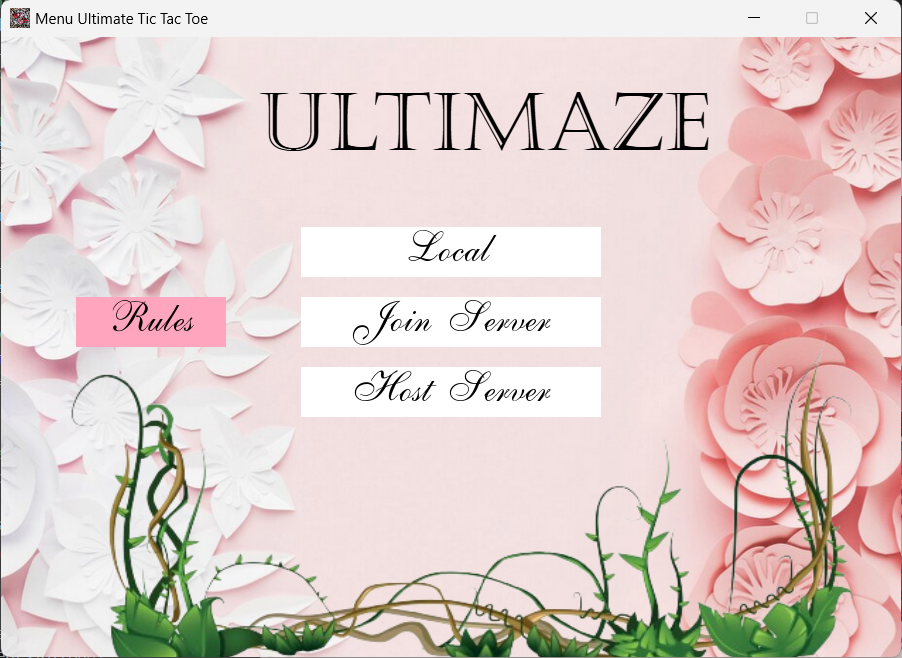 Menu Ultimate Tic Tac Toe
ULTIMAZE
Local
Rules
Join Server
Host Server